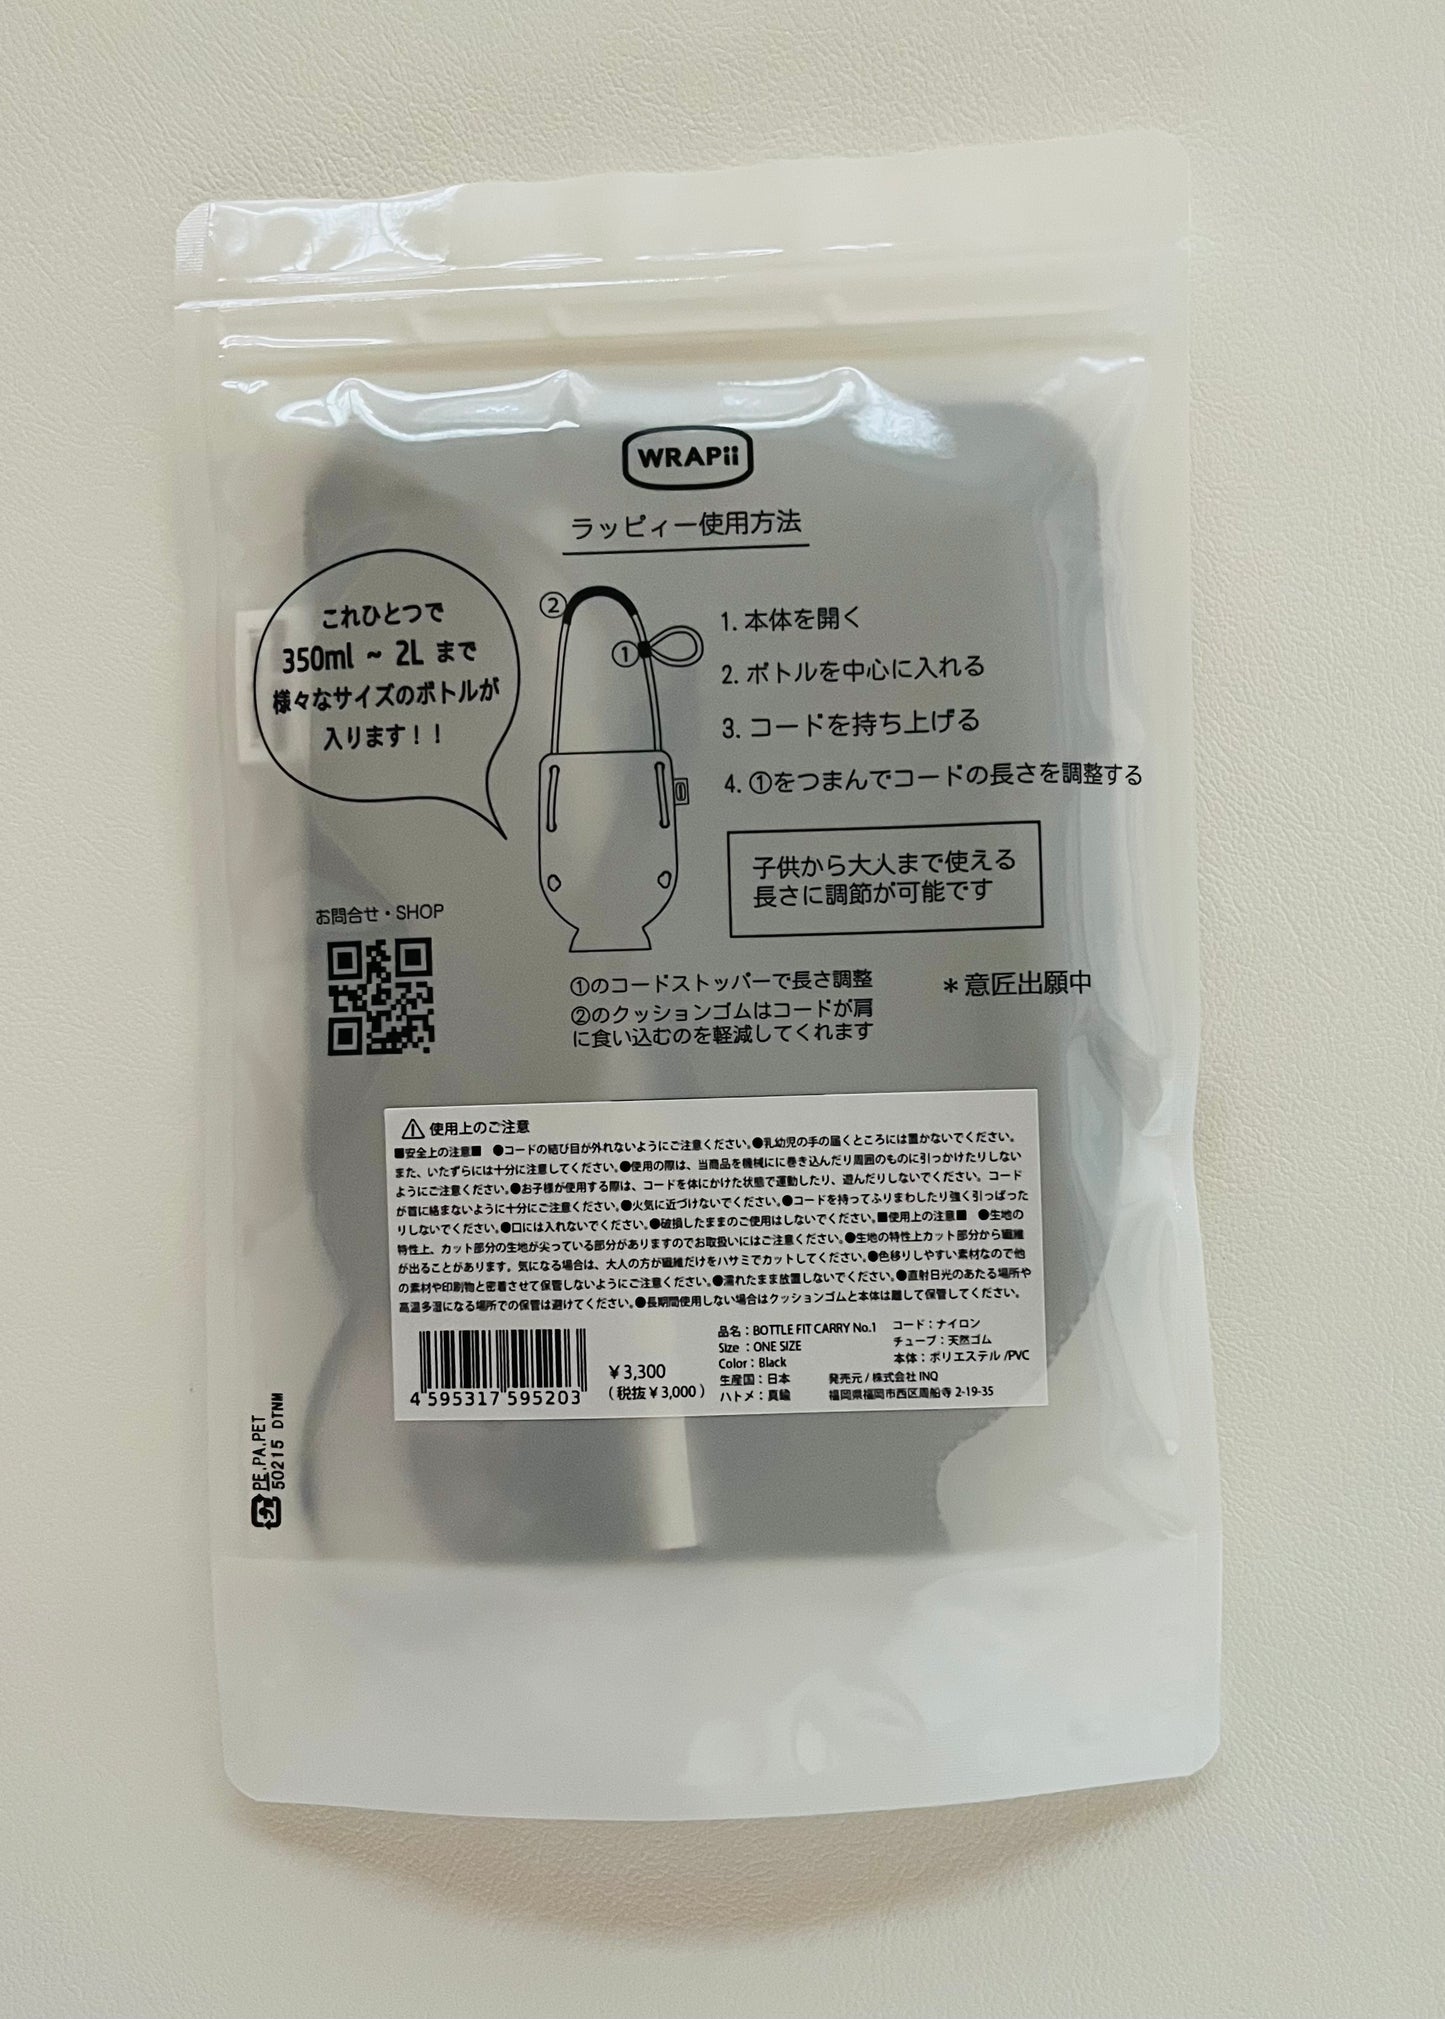 WRAPii
ラッピィー使用方法
これひとつで
350ml ~ 2L まで
様々なサイズのボトルが
入ります！！
②
①
1. 本体を開く
2. ボトルを中心に入れる
3. コードを持ち上げる
4. ①をつまんでコードの長さを調整する
子供から大人まで使える
長さに調節が可能です
お問合せ・SHOP
①のコードストッパーで長さ調整
②のクッションゴムはコードが肩
に食い込むのを軽減してくれます
＊意匠出願中
使用上のご注意
■安全上の注意■ ●コードの結び目が外れないようにご注意ください。●乳幼児の手の届くところには置かないでください。
また、いたずらには十分に注意してください。●使用の際は、当商品を機械にに巻き込んだり周囲のものに引っかけたりしない
ようにご注意ください。●お子様が使用する際は、コードを体にかけた状態で運動したり、遊んだりしないでください。コード
が首に絡まないように十分にご注意ください。●火気に近づけないでください。●コードを持ってふりまわしたり強く引っぱった
りしないでください。●口には入れないでください。●破損したままのご使用はしないでください。■使用上の注意■ ●生地の
特性上、カット部分の生地が尖っている部分がありますのでお取扱いにはご注意ください。●生地の特性上カット部分から繊維
が出ることがあります。気になる場合は、大人の方が繊維だけをハサミでカットしてください。●色移りしやすい素材なので他
の素材や印刷物と密着させて保管しないようにご注意ください。●濡れたまま放置しないでください。●直射日光のあたる場所や
高温多湿になる場所での保管は避けてください。●長期間使用しない場合はクッションゴムと本体は離して保管してください。
4 595317 595203
￥3,300
（税抜￥3,000）
品名：BOTTLE FIT CARRY No.1
Size ：ONE SIZE
Color：Black
生産国：日本
ハトメ：真鍮
コード：ナイロン
チューブ：天然ゴム
本体：ポリエステル /PVC
発売元 / 株式会社 INQ
福岡県福岡市西区周船寺 2-19-35
PE,PA,PET
50215 DTNM